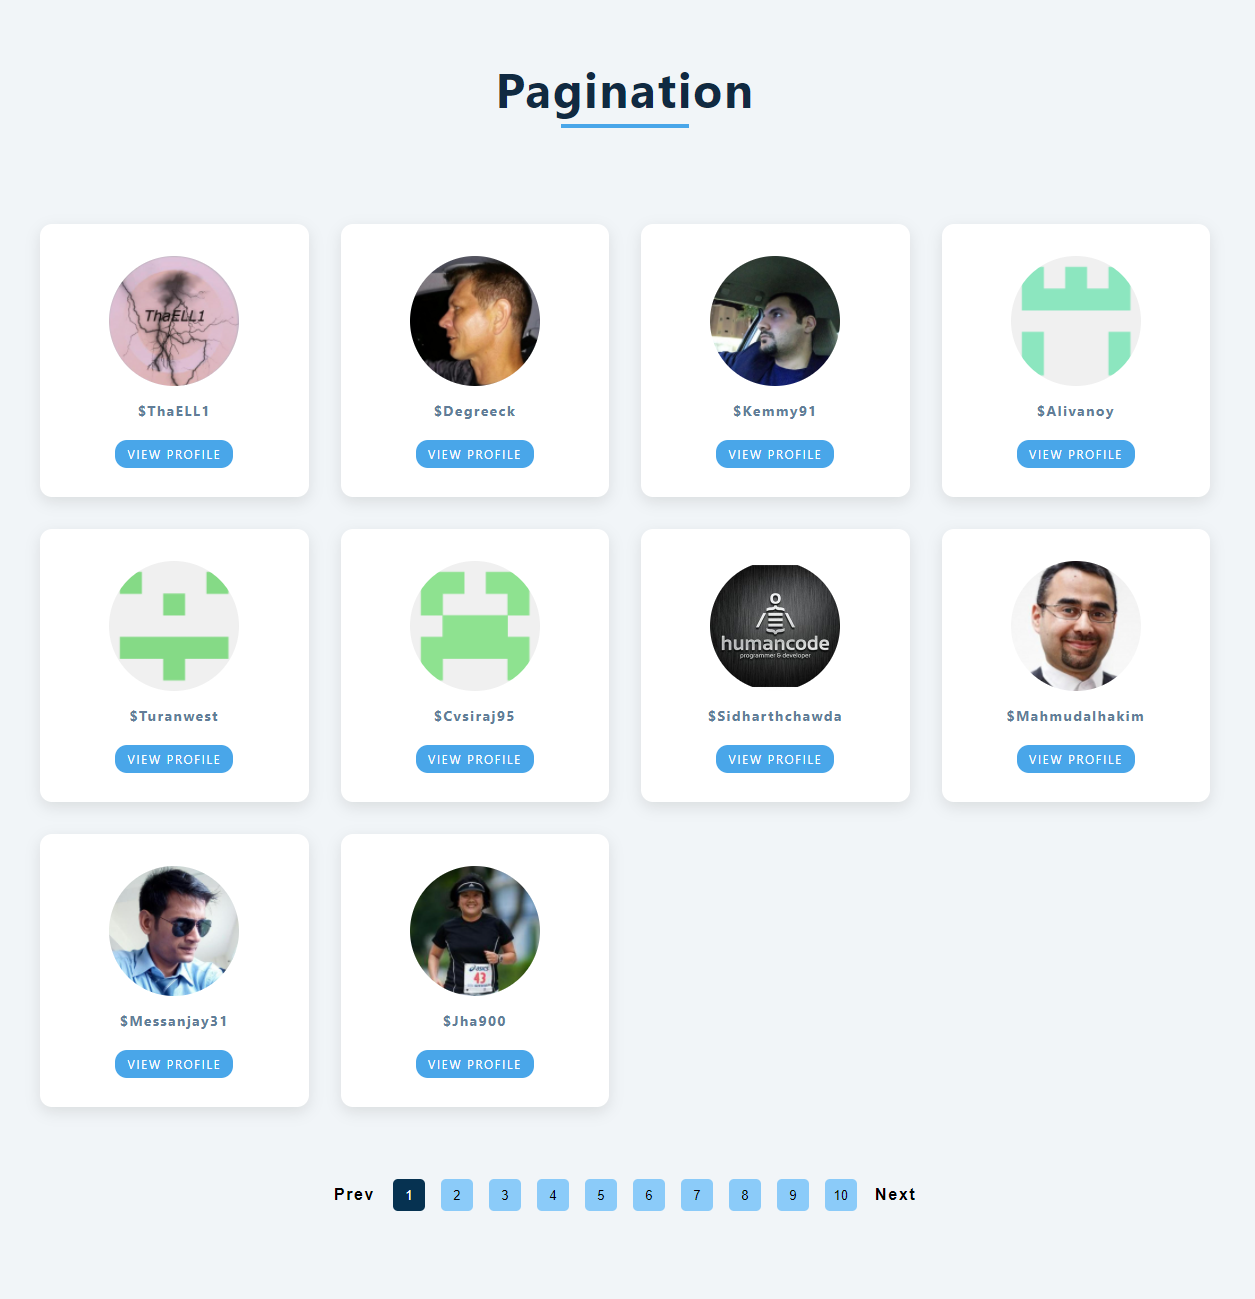 Pagination
ThaELL1
$ThaELL1
$Degreeck
$Kemmy91
$Alivanoy
VIEW PROFILE
VIEW PROFILE
VIEW PROFILE
VIEW PROFILE
humancode
programmer & developer
$Turanwest
$Cvsiraj95
$Sidharthchawda
$Mahmudalhakim
VIEW PROFILE
VIEW PROFILE
VIEW PROFILE
VIEW PROFILE
asics
43
$Messanjay31
$Jha900
VIEW PROFILE
VIEW PROFILE
Prev 1 2 3 4 5 6 7 8 9 10 Next